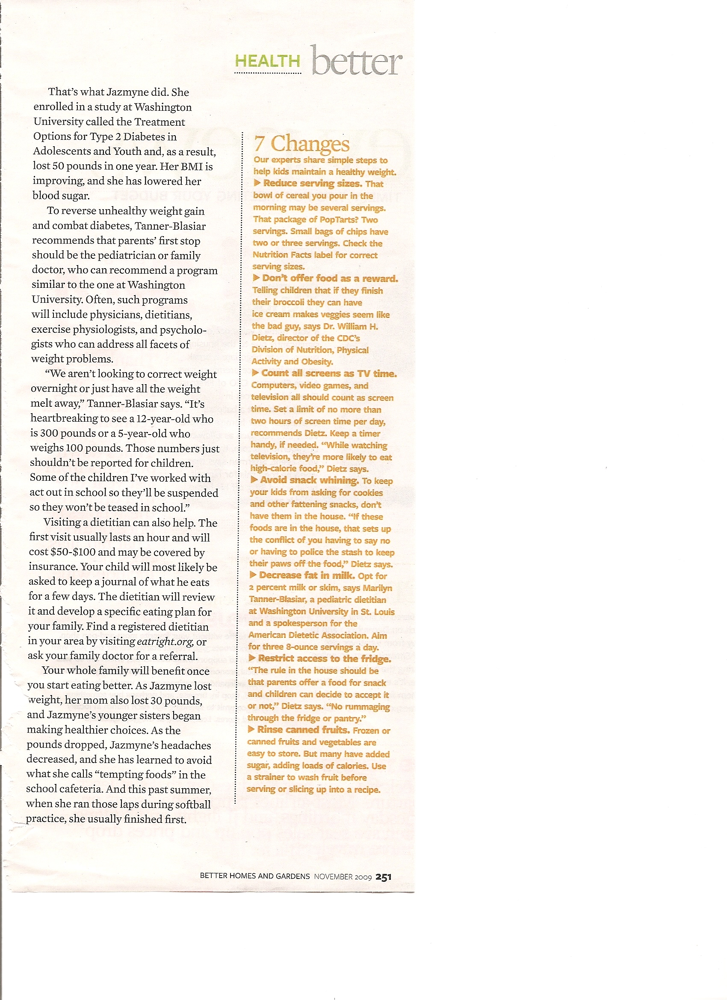 HEALTH better
That's what Jazmyne did. She
enrolled in a study at Washington
University called the Treatment
Options for Type 2 Diabetes in
Adolescents and Youth and, as a result,
lost 50 pounds in one year. Her BMI is
improving, and she has lowered her
blood sugar.
To reverse unhealthy weight gain
and combat diabetes, Tanner-Blasiar
recommends that parents' first stop
should be the pediatrician or family
doctor, who can recommend a program
similar to the one at Washington
University. Often, such programs
will include physicians, dietitians,
exercise physiologists, and psycholo-
gists who can address all facets of
weight problems.
“We aren't looking to correct weight
overnight or just have all the weight
melt away,” Tanner-Blasiar says. “It's
heartbreaking to see a 12-year-old who
is 300 pounds or a 5-year-old who
weighs 100 pounds. Those numbers just
shouldn't be reported for children.
Some of the children I've worked with
act out in school so they'll be suspended
so they won't be teased in school.”
Visiting a dietitian can also help. The
first visit usually lasts an hour and will
cost $50-$100 and may be covered by
insurance. Your child will most likely be
asked to keep a journal of what he eats
for a few days. The dietitian will review
it and develop a specific eating plan for
your family. Find a registered dietitian
in your area by visiting eatright.org, or
ask your family doctor for a referral.
Your whole family will benefit once
you start eating better. As Jazmyne lost
weight, her mom also lost 30 pounds,
and Jazmyne's younger sisters began
making healthier choices. As the
pounds dropped, Jazmyne's headaches
decreased, and she has learned to avoid
what she calls “tempting foods” in the
school cafeteria. And this past summer,
when she ran those laps during softball
practice, she usually finished first.
7 Changes
Our experts share simple steps to
help kids maintain a healthy weight.
▶ Reduce serving sizes. That
bowl of cereal you pour in the
morning may be several servings.
That package of PopTarts? Two
servings. Small bags of chips have
two or three servings. Check the
Nutrition Facts label for correct
serving sizes.
▶ Don't offer food as a reward.
Telling children that if they finish
their broccoli they can have
ice cream makes veggies seem like
the bad guy, says Dr. William H.
Dietz, director of the CDC's
Division of Nutrition, Physical
Activity and Obesity.
▶ Count all screens as TV time.
Computers, video games, and
television all should count as screen
time. Set a limit of no more than
two hours of screen time per day,
recommends Dietz. Keep a timer
handy, if needed. “While watching
television, they're more likely to eat
high-calorie food,” Dietz says.
▶ Avoid snack whining. To keep
your kids from asking for cookies
and other fattening snacks, don't
have them in the house. “If these
foods are in the house, that sets up
the conflict of you having to say no
or having to police the stash to keep
their paws off the food,” Dietz says.
▶ Decrease fat in milk. Opt for
2 percent milk or skim, says Marilyn
Tanner-Blasiar, a pediatric dietitian
at Washington University in St. Louis
and a spokesperson for the
American Dietetic Association. Aim
for three 8-ounce servings a day.
▶ Restrict access to the fridge.
“The rule in the house should be
that parents offer a food for snack
and children can decide to accept it
or not,” Dietz says. “No rummaging
through the fridge or pantry.”
▶ Rinse canned fruits. Frozen or
canned fruits and vegetables are
easy to store. But many have added
sugar, adding loads of calories. Use
a strainer to wash fruit before
serving or slicing up into a recipe.
BETTER HOMES AND GARDENS NOVEMBER 2009 251